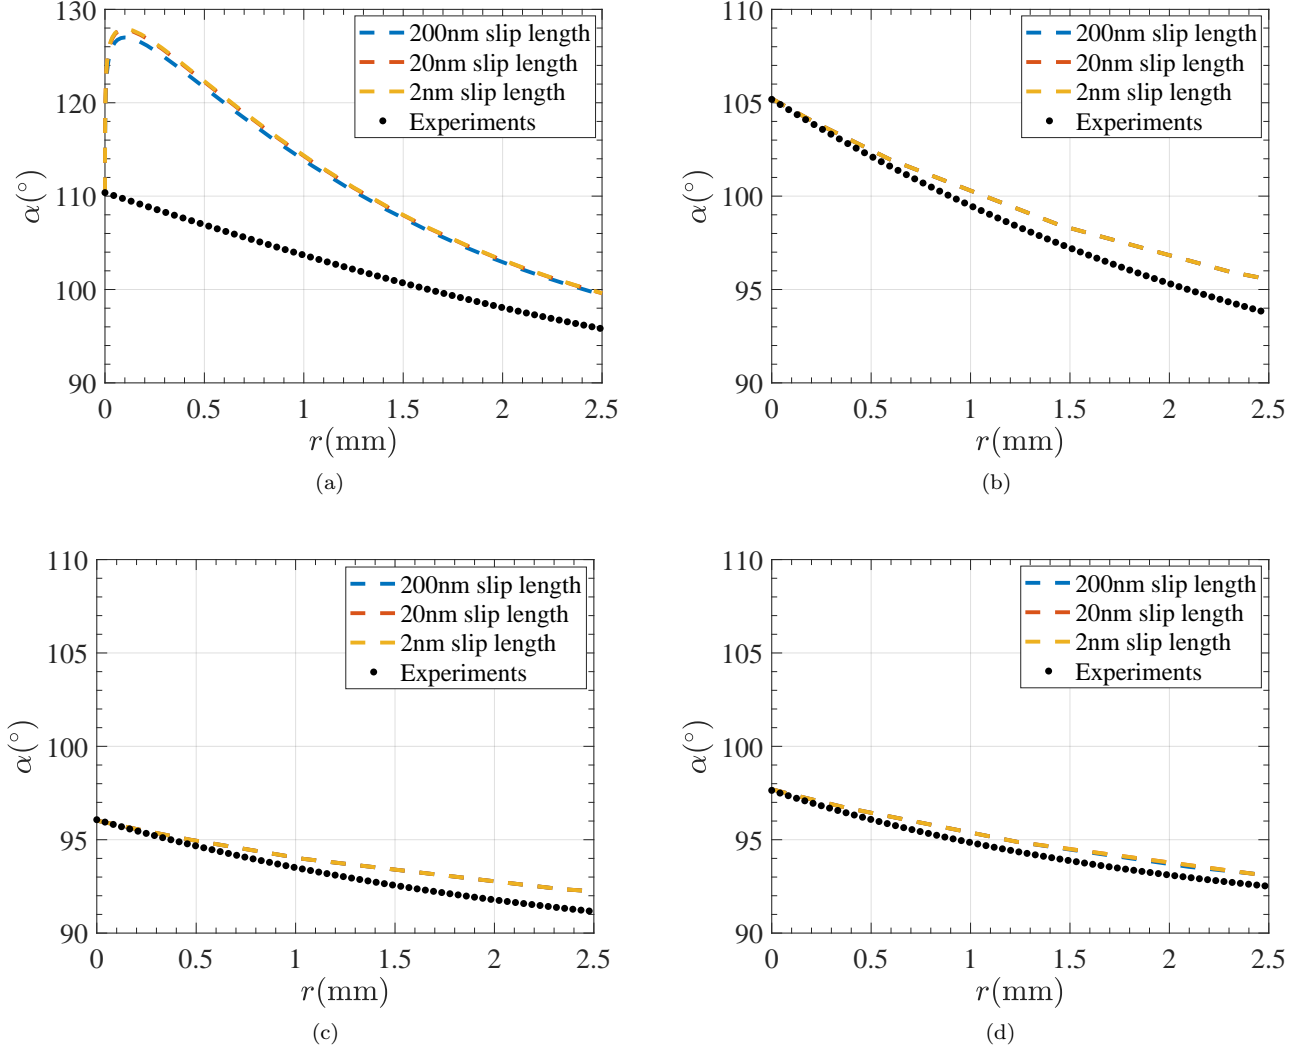 130
120
110
100
90
α(°)
200nm slip length
20nm slip length
2nm slip length
Experiments
0 0.5 1 1.5 2 2.5
r(mm)
(a)
110
105
100
95
90
α(°)
200nm slip length
20nm slip length
2nm slip length
Experiments
0 0.5 1 1.5 2 2.5
r(mm)
(b)
110
105
100
95
90
α(°)
200nm slip length
20nm slip length
2nm slip length
Experiments
0 0.5 1 1.5 2 2.5
r(mm)
(c)
110
105
100
95
90
α(°)
200nm slip length
20nm slip length
2nm slip length
Experiments
0 0.5 1 1.5 2 2.5
r(mm)
(d)